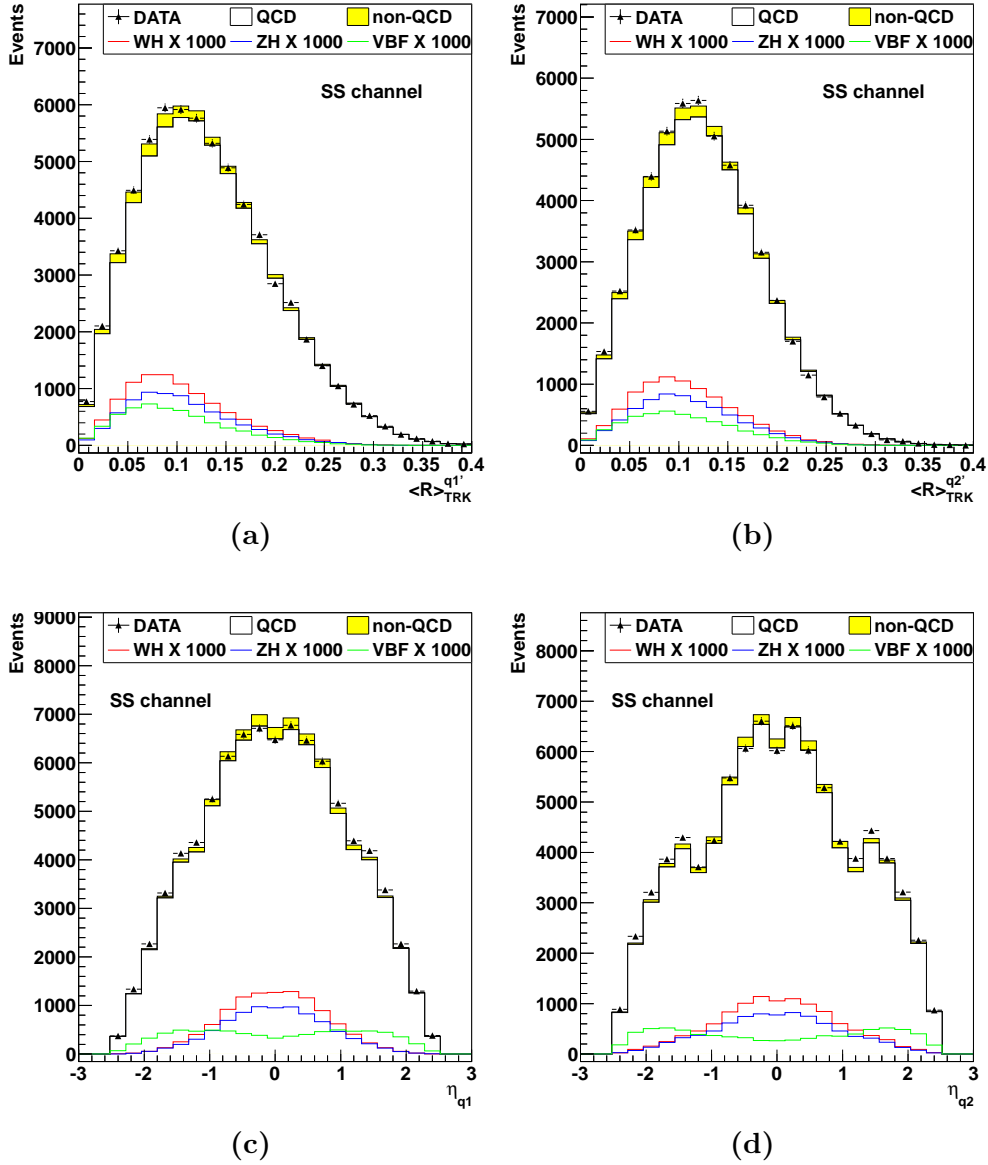 DATA QCD non-QCD
WH X 1000 ZH X 1000 VBF X 1000
SS channel
Events
7000
6000
5000
4000
3000
2000
1000
0
0 0.05 0.1 0.15 0.2 0.25 0.3 0.35 0.4
<R>TRK q1'
(a)
DATA QCD non-QCD
WH X 1000 ZH X 1000 VBF X 1000
SS channel
Events
7000
6000
5000
4000
3000
2000
1000
0
0 0.05 0.1 0.15 0.2 0.25 0.3 0.35 0.4
<R>TRK q2'
(b)
DATA QCD non-QCD
WH X 1000 ZH X 1000 VBF X 1000
SS channel
Events
9000
8000
7000
6000
5000
4000
3000
2000
1000
0
-3 -2 -1 0 1 2 3
ηq1
(c)
DATA QCD non-QCD
WH X 1000 ZH X 1000 VBF X 1000
SS channel
Events
8000
7000
6000
5000
4000
3000
2000
1000
0
-3 -2 -1 0 1 2 3
ηq2
(d)